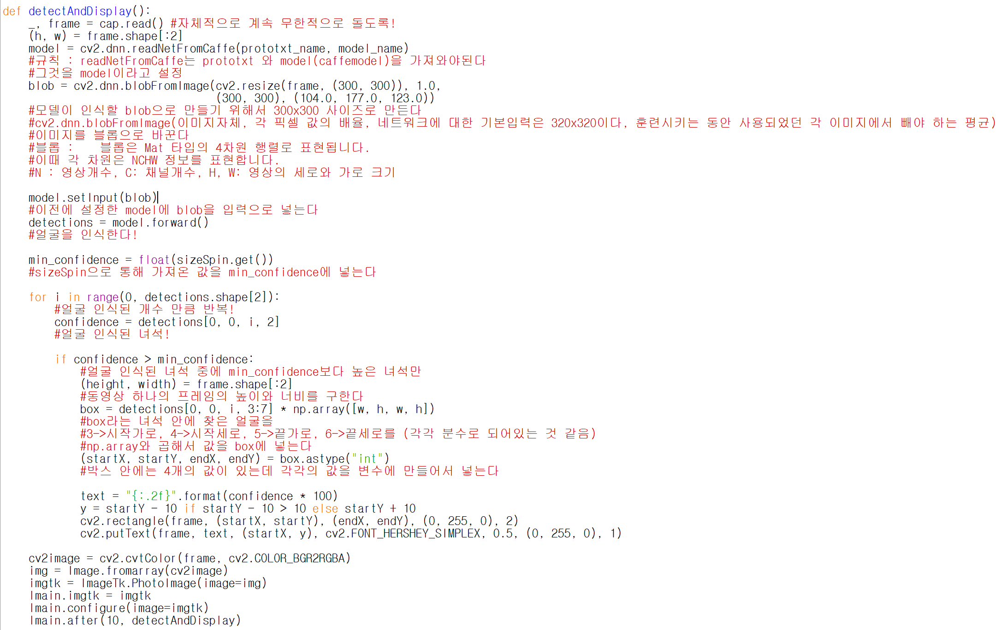 def detectAndDisplay():
    _, frame = cap.read() #자체적으로 계속 무한적으로 돌도록!
    (h, w) = frame.shape[:2]
    model = cv2.dnn.readNetFromCaffe(prototxt_name, model_name)
    #규칙 : readNetFromCaffe는 prototxt 와 model(caffemodel)을 가져와야된다
    #그것을 model이라고 설정
    blob = cv2.dnn.blobFromImage(cv2.resize(frame, (300, 300)), 1.0,
                                 (300, 300), (104.0, 177.0, 123.0))
    #모델이 인식할 blob으로 만들기 위해서 300x300 사이즈로 만든다
    #cv2.dnn.blobFromImage(이미지자체, 각 픽셀 값의 배율, 네트워크에 대한 기본입력은 320x320이다, 훈련시키는 동안 사용되었던 각 이미지에서 빼야 하는 평균)
    #이미지를 블롭으로 바꾼다
    #블롭 :    블롭은 Mat 타입의 4차원 행렬로 표현됩니다.
    #이때 각 차원은 NCHW 정보를 표현합니다.
    #N : 영상개수, C: 채널개수, H, W: 영상의 세로와 가로 크기

    model.setInput(blob)
    #이전에 설정한 model에 blob을 입력으로 넣는다
    detections = model.forward()
    #얼굴을 인식한다!

    min_confidence = float(sizeSpin.get())
    #sizeSpin으로 통해 가져온 값을 min_confidence에 넣는다

    for i in range(0, detections.shape[2]):
        #얼굴 인식된 개수 만큼 반복!
        confidence = detections[0, 0, i, 2]
        #얼굴 인식된 녀석!

        if confidence > min_confidence:
            #얼굴 인식된 녀석 중에 min_confidence보다 높은 녀석만
            (height, width) = frame.shape[:2]
            #동영상 하나의 프레임의 높이와 너비를 구한다
            box = detections[0, 0, i, 3:7] * np.array([w, h, w, h])
            #box라는 녀석 안에 찾은 얼굴을
            #3->시작가로, 4->시작세로, 5->끝가로, 6->끝세로를 (각각 분수로 되어있는 것 같음)
            #np.array와 곱해서 값을 box에 넣는다
            (startX, startY, endX, endY) = box.astype("int")
            #박스 안에는 4개의 값이 있는데 각각의 값을 변수에 만들어서 넣는다

            text = "{:.2f}".format(confidence * 100)
            y = startY - 10 if startY - 10 > 10 else startY + 10
            cv2.rectangle(frame, (startX, startY), (endX, endY), (0, 255, 0), 2)
            cv2.putText(frame, text, (startX, y), cv2.FONT_HERSHEY_SIMPLEX, 0.5, (0, 255, 0), 1)

    cv2image = cv2.cvtColor(frame, cv2.COLOR_BGR2RGBA)
    img = Image.fromarray(cv2image)
    imgtk = ImageTk.PhotoImage(image=img)
    lmain.imgtk = imgtk
    lmain.configure(image=imgtk)
    lmain.after(10, detectAndDisplay)